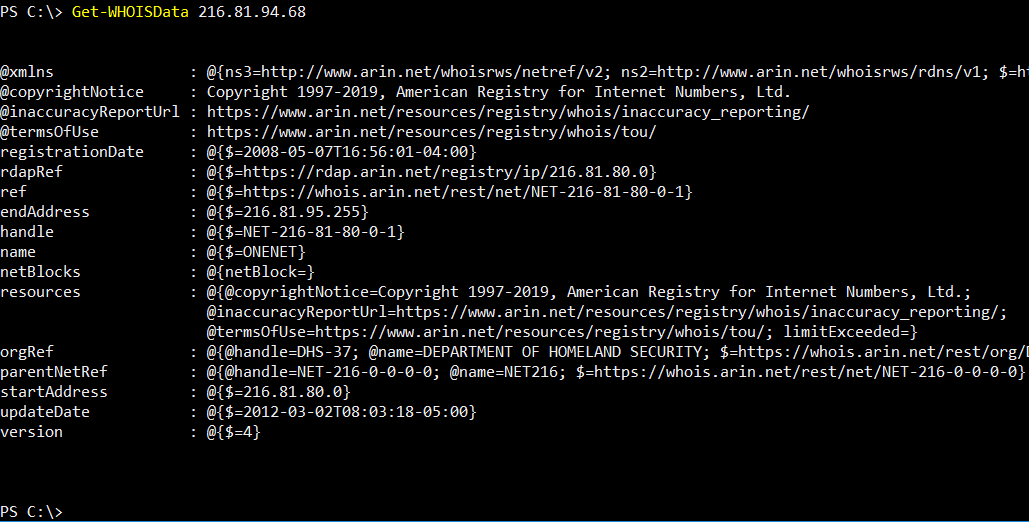 PS C:\> Get-WHOISData 216.81.94.68
@xmlns : @{ns3=http://www.arin.net/whoisrws/netref/v2; ns2=http://www.arin.net/whoisrws/rdns/v1; $=ht
@copyrightNotice : Copyright 1997-2019, American Registry for Internet Numbers, Ltd.
@inaccuracyReportUrl : https://www.arin.net/resources/registry/whois/inaccuracy_reporting/
@termsOfUse : https://www.arin.net/resources/registry/whois/tou/
registrationDate : @{$=2008-05-07T16:56:01-04:00}
rdapRef : @{$=https://rdap.arin.net/registry/ip/216.81.80.0}
ref : @{$=https://whois.arin.net/rest/net/NET-216-81-80-0-1}
endAddress : @{$=216.81.95.255}
handle : @{$=NET-216-81-80-0-1}
name : @{$=ONENET}
netBlocks : @{netBlock=}
resources : @{@copyrightNotice=Copyright 1997-2019, American Registry for Internet Numbers, Ltd.;
@inaccuracyReportUrl=https://www.arin.net/resources/registry/whois/inaccuracy_reporting/;
@termsOfUse=https://www.arin.net/resources/registry/whois/tou/; limitExceeded=}
orgRef : @{@handle=DHS-37; @name=DEPARTMENT OF HOMELAND SECURITY; $=https://whois.arin.net/rest/org/D
parentNetRef : @{@handle=NET-216-0-0-0-0; @name=NET216; $=https://whois.arin.net/rest/net/NET-216-0-0-0-0}
startAddress : @{$=216.81.80.0}
updateDate : @{$=2012-03-02T08:03:18-05:00}
version : @{$=4}
PS C:\>